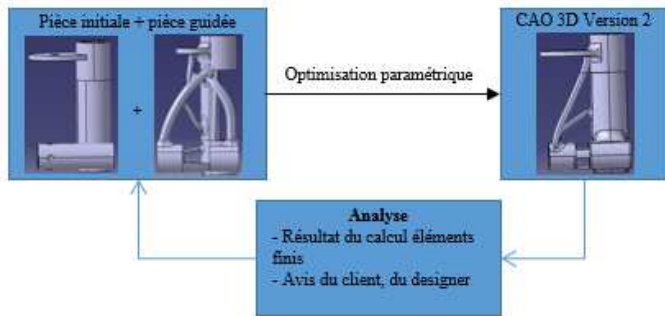 Pièce initiale + pièce guidée
CAO 3D Version 2
Optimisation paramétrique
+
Analyse
- Résultat du calcul éléments
finis
- Avis du client, du designer